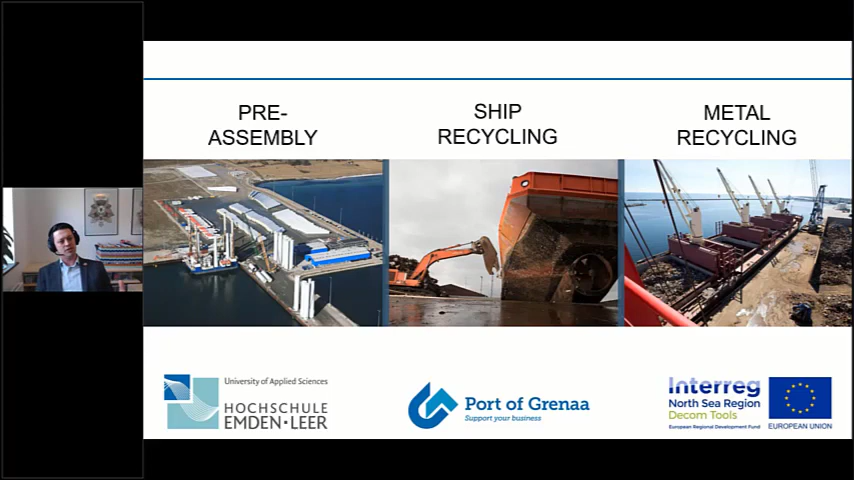 PRE-
ASSEMBLY
SHIP
RECYCLING
METAL
RECYCLING
University of Applied Sciences
HOCHSCHULE
EMDEN•LEER
Port of Grenaa
Support your business
Interreg
North Sea Region
Decom Tools
European Regional Development Fund
EUROPEAN UNION